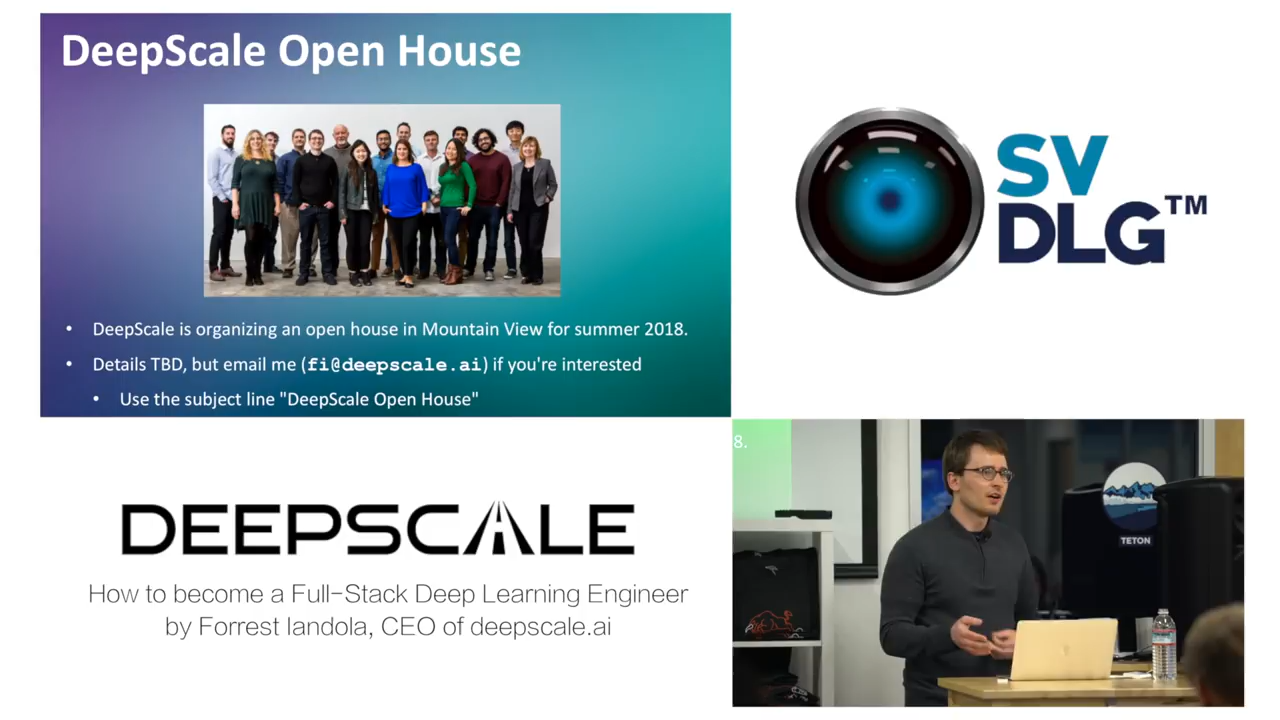 DeepScale Open House
• DeepScale is organizing an open house in Mountain View for summer 2018.
• Details TBD, but email me (fi@deepscale.ai) if you're interested
• Use the subject line "DeepScale Open House"
SV
DLG™
DEEPSCALE
How to become a Full-Stack Deep Learning Engineer
by Forrest Iandola, CEO of deepscale.ai
8.
TETON